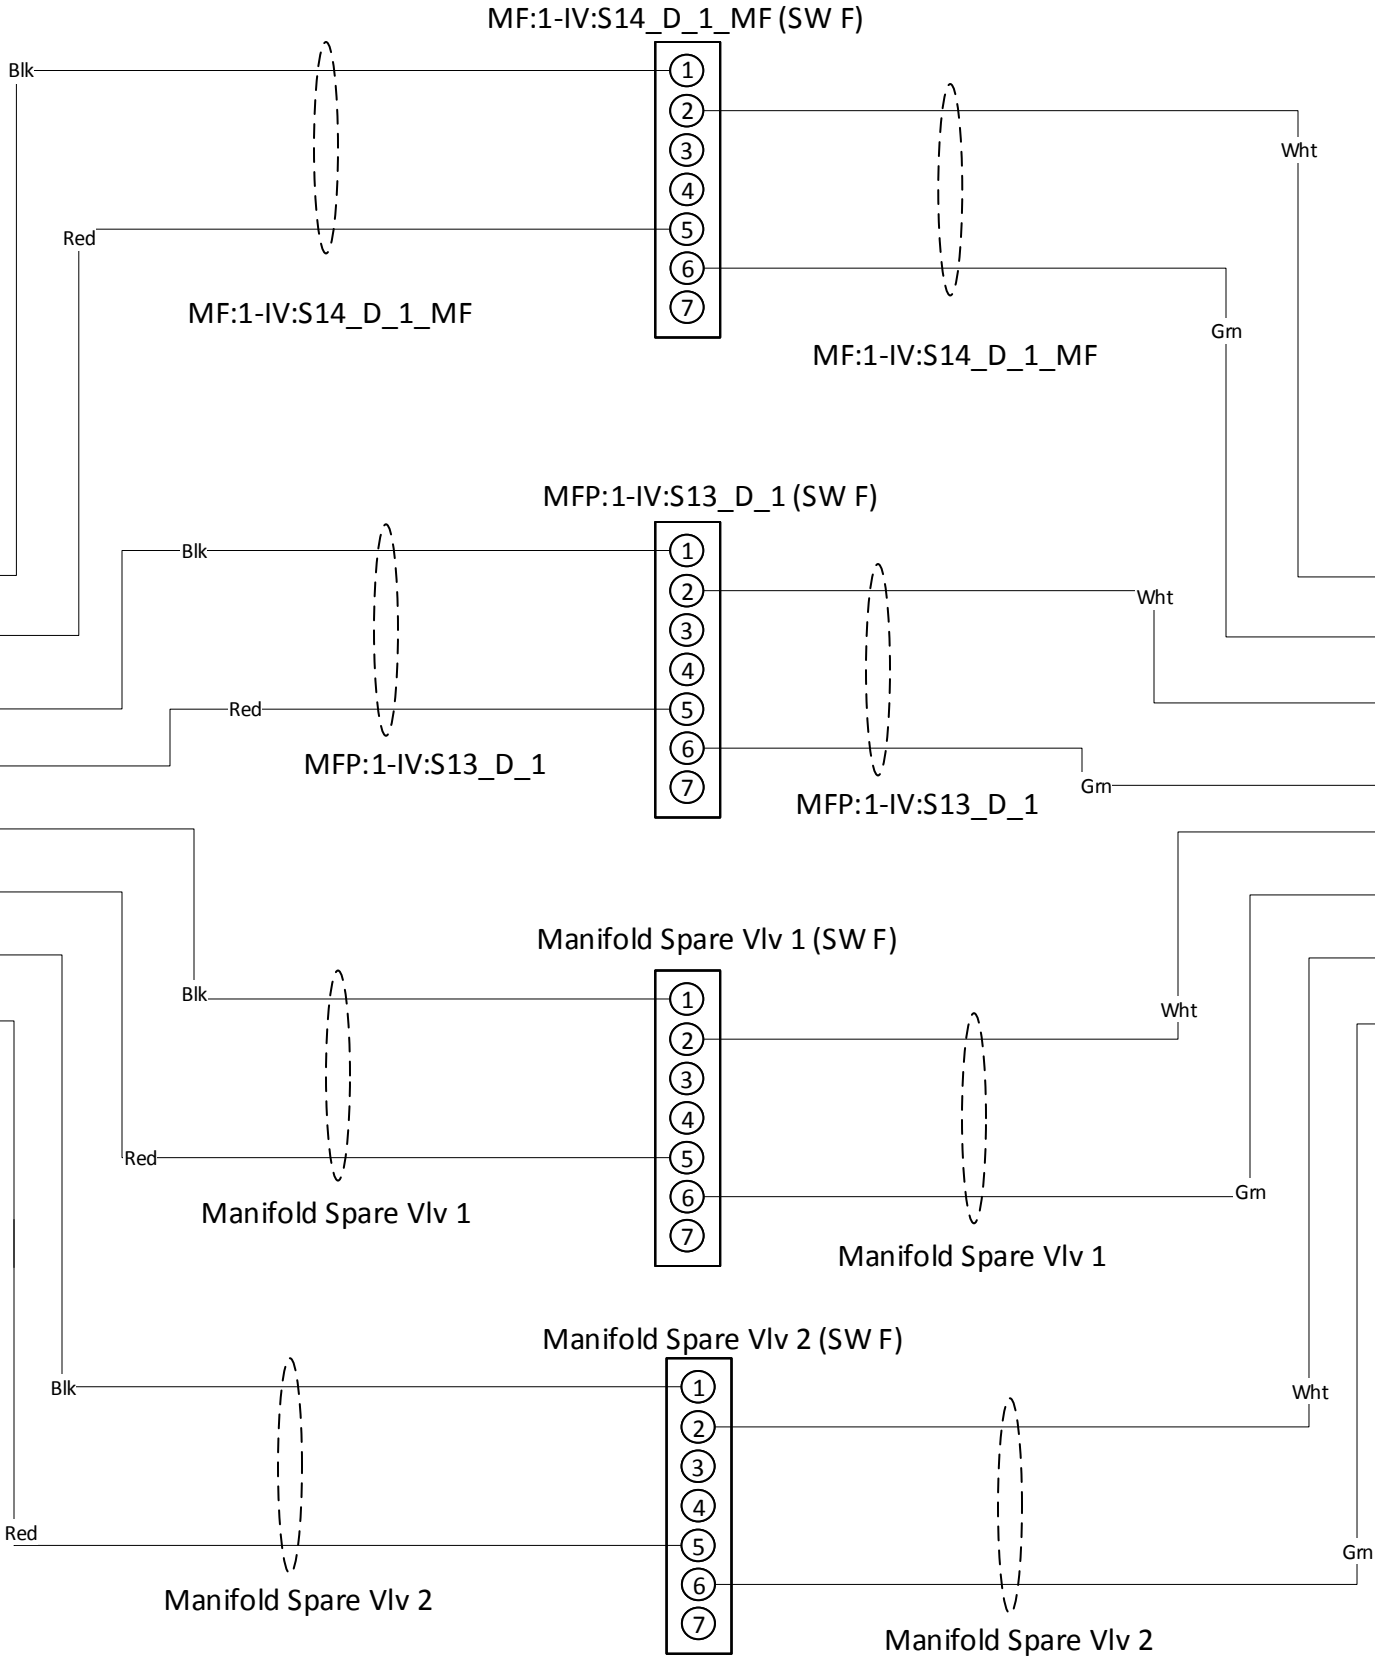 MF:1-IV:S14_D_1_MF (SW F)
Blk
1
2
3
4
5
6
7
Wht
Red
Grn
MF:1-IV:S14_D_1_MF
MF:1-IV:S14_D_1_MF
MFP:1-IV:S13_D_1 (SW F)
Blk
1
2
3
4
5
6
7
Wht
Red
Grn
MFP:1-IV:S13_D_1
MFP:1-IV:S13_D_1
Manifold Spare Vlv 1 (SW F)
Blk
1
2
3
4
5
6
7
Wht
Red
Grn
Manifold Spare Vlv 1
Manifold Spare Vlv 1
Manifold Spare Vlv 2 (SW F)
Blk
1
2
3
4
5
6
7
Wht
Red
Grn
Manifold Spare Vlv 2
Manifold Spare Vlv 2